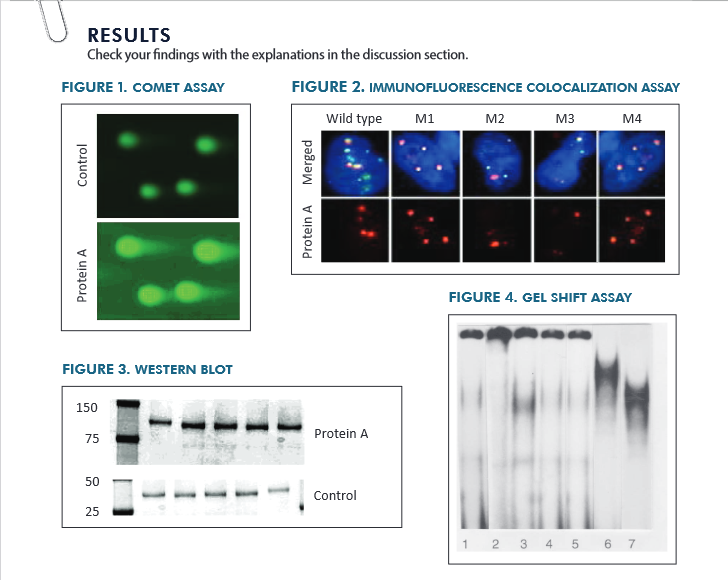 RESULTS
Check your findings with the explanations in the discussion section.
FIGURE 1. COMET ASSAY
Control
Protein A
FIGURE 2. IMMUNOFLUORESCENCE COLOCALIZATION ASSAY
Wild type M1 M2 M3 M4
Merged
Protein A
FIGURE 3. WESTERN BLOT
150
75
Protein A
50
25
Control
FIGURE 4. GEL SHIFT ASSAY
1 2 3 4 5 6 7